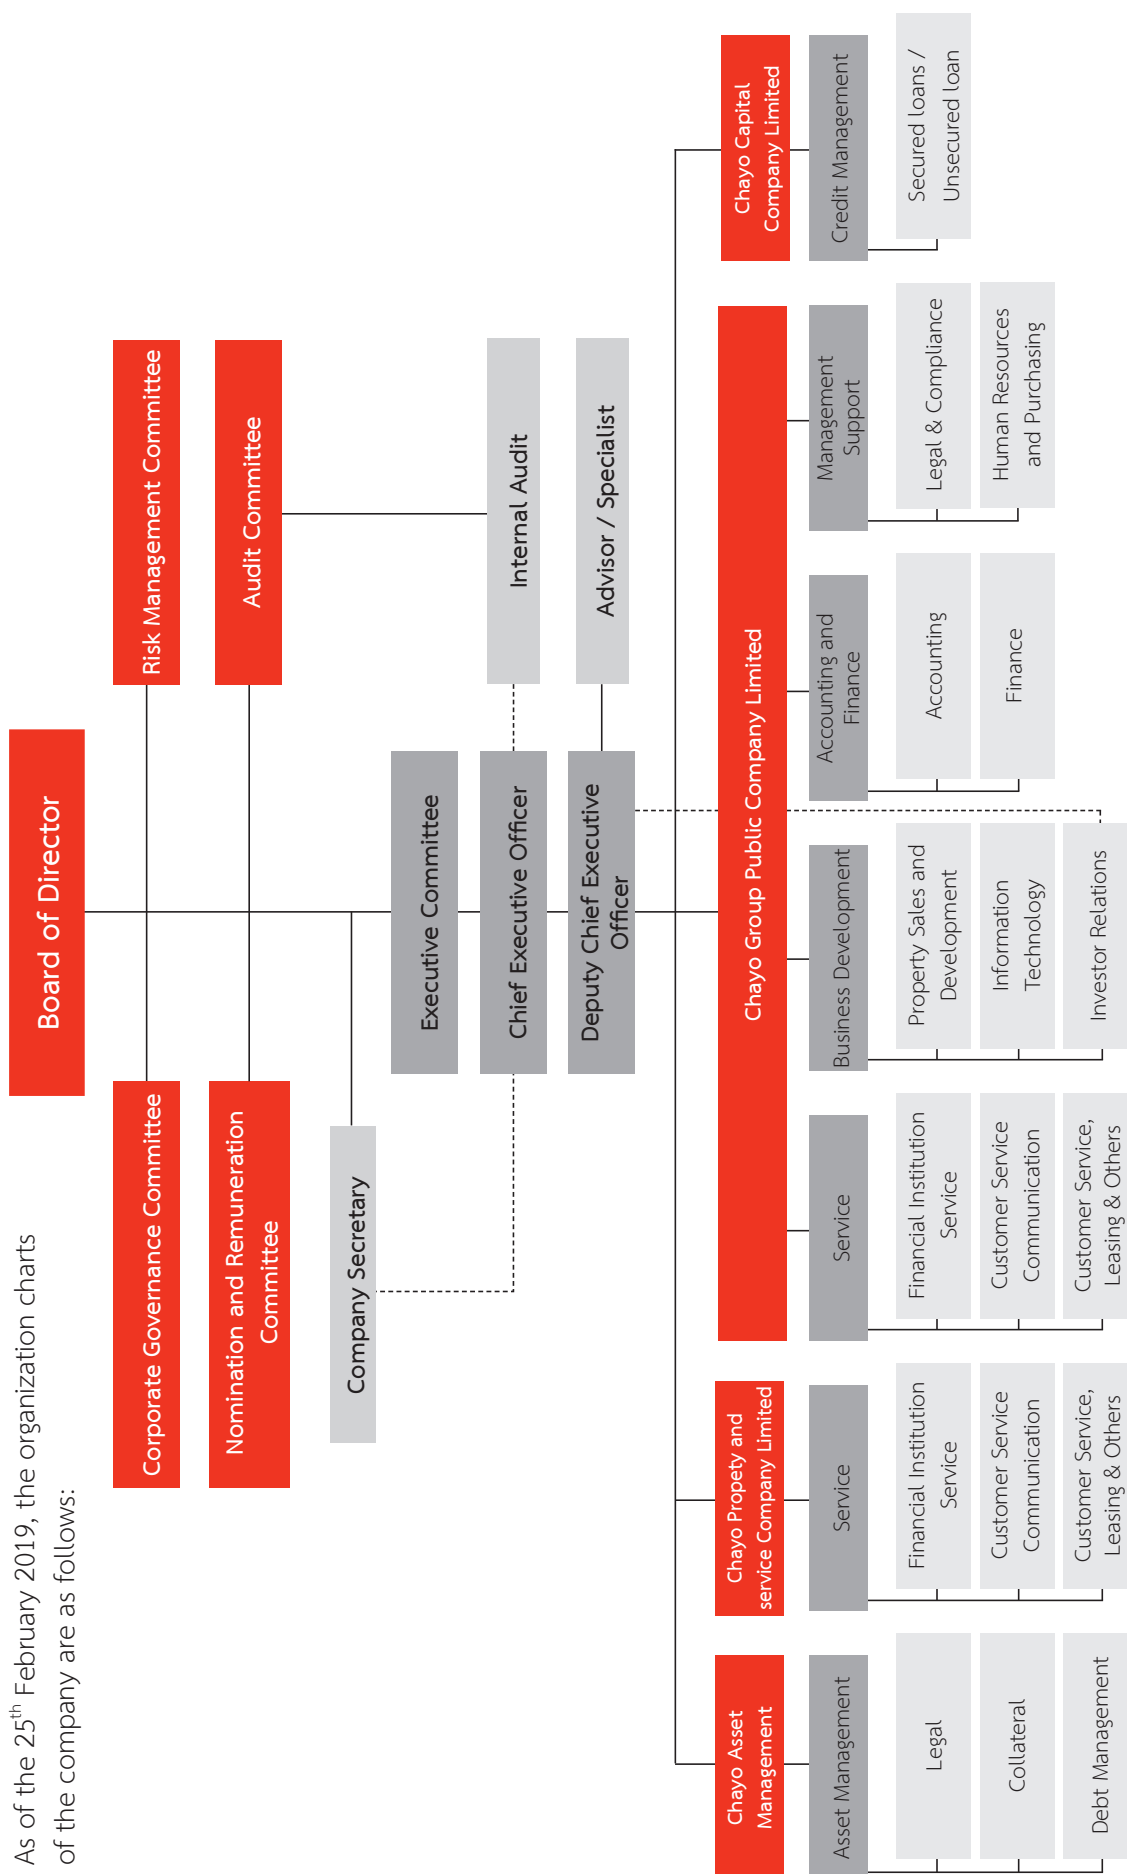 As of the 25th February 2019, the organization charts
of the company are as follows:
Board of Director
Corporate Governance Committee
Risk Management Committee
Nomination and Remuneration
Committee
Audit Committee
Company Secretary
Executive Committee
Chief Executive Officer
Internal Audit
Deputy Chief Executive
Officer
Advisor / Specialist
Chayo Asset
Management
Chayo Propety and
service Company Limited
Chayo Group Public Company Limited
Chayo Capital
Company Limited
Asset Management
Service
Service
Business Development
Accounting and
Finance
Management
Support
Credit Management
Legal
Collateral
Debt Management
Financial Institution
Service
Customer Service
Communication
Customer Service,
Leasing & Others
Financial Institution
Service
Customer Service
Communication
Customer Service,
Leasing & Others
Property Sales and
Development
Information
Technology
Investor Relations
Accounting
Finance
Legal & Compliance
Human Resources
and Purchasing
Secured loans /
Unsecured loan